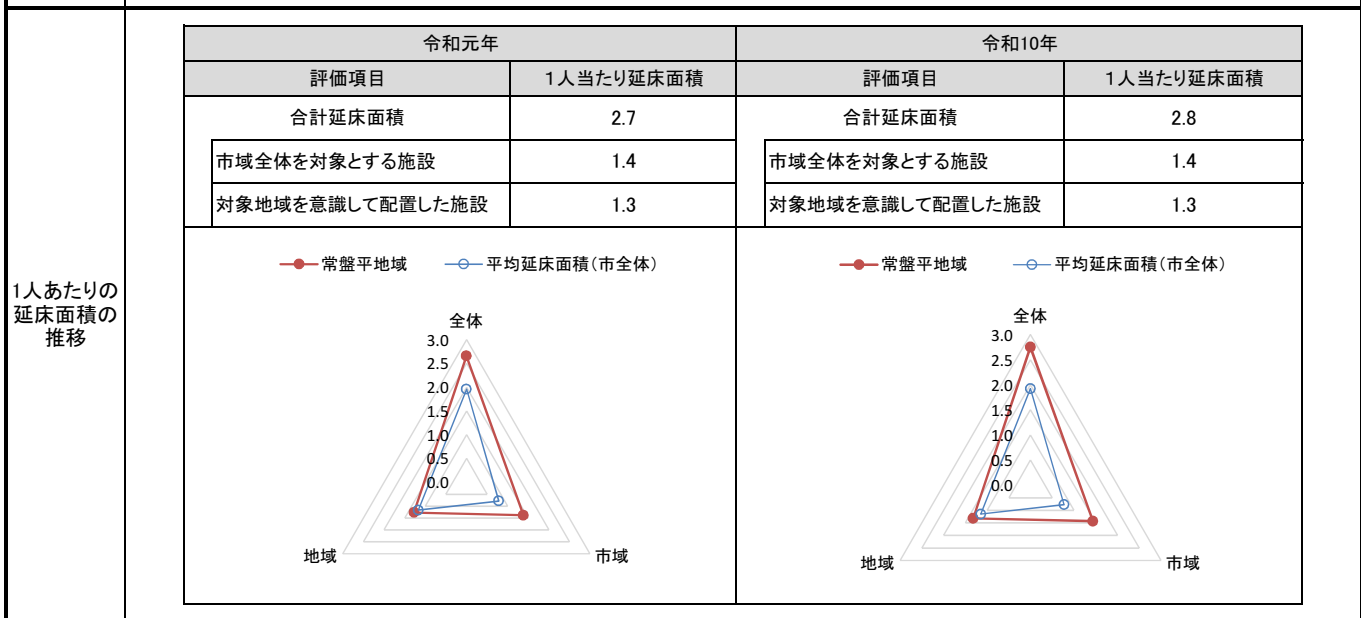 1人あたりの
延床面積の
推移
令和元年 令和10年
評価項目 1人当たり延床面積 評価項目 1人当たり延床面積
合計延床面積 2.7 合計延床面積 2.8
市域全体を対象とする施設 1.4 市域全体を対象とする施設 1.4
対象地域を意識して配置した施設 1.3 対象地域を意識して配置した施設 1.3
常盤平地域 平均延床面積(市全体)
全体
3.0
2.5
2.0
1.5
1.0
0.5
0.0
地域 市域
常盤平地域 平均延床面積(市全体)
全体
3.0
2.5
2.0
1.5
1.0
0.5
0.0
地域 市域